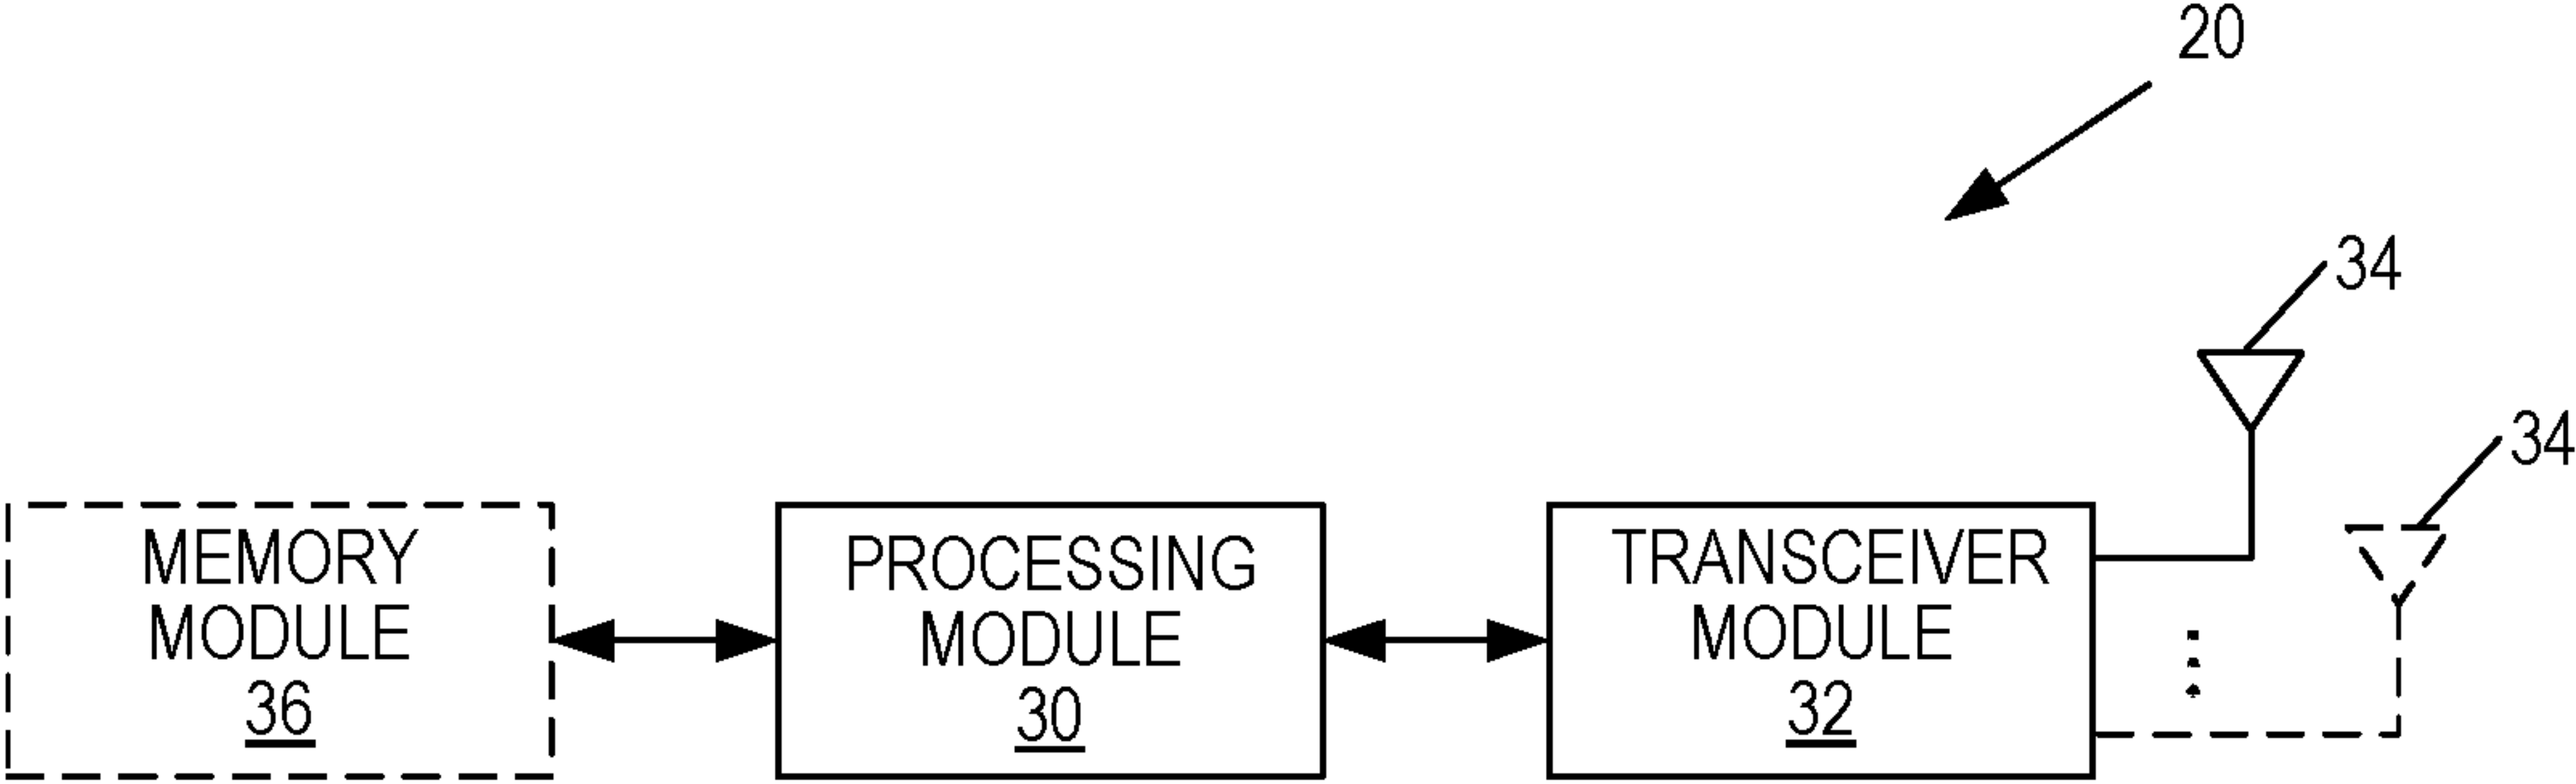 20
34
34
MEMORY
MODULE
36
PROCESSING
MODULE
30
TRANSCEIVER
MODULE
32